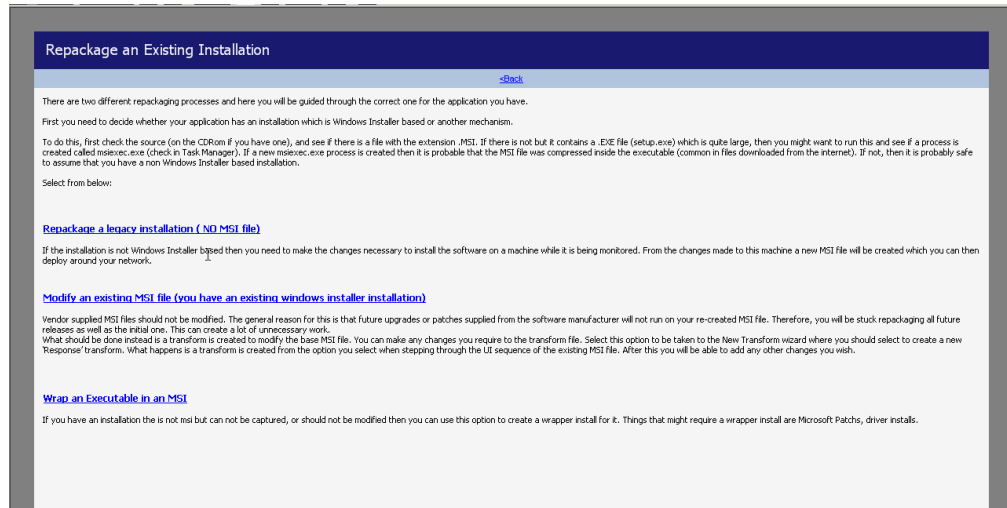 Repackage an Existing Installation
<Back
There are two different repackaging processes and here you will be guided through the correct one for the application you have.
First you need to decide whether your application has an installation which is Windows Installer based or another mechanism.
To do this, first check the source (on the CDRom if you have one), and see if there is a file with the extension .MSI. If there is not but it contains a .EXE file (setup.exe) which is quite large, then you might want to run this and see if a process is
created called msiexec.exe (check in Task Manager). If a new msiexec.exe process is created then it is probable that the MSI file was compressed inside the executable (common in files downloaded from the internet). If not, then it is probably safe
to assume that you have a non Windows Installer based installation.
Select from below:
Repackage a legacy installation ( NO MSI file)
If the installation is not Windows Installer based then you need to make the changes necessary to install the software on a machine while it is being monitored. From the changes made to this machine a new MSI file will be created which you can then
deploy around your network.
Modify an existing MSI file (you have an existing windows installer installation)
Vendor supplied MSI files should not be modified. The general reason for this is that future upgrades or patches supplied from the software manufacturer will not run on your re-created MSI file. Therefore, you will be stuck repackaging all future
releases as well as the initial one. This can create a lot of unnecessary work.
What should be done instead is a transform is created to modify the base MSI file. You can make any changes you require to the transform file. Select this option to be taken to the New Transform wizard where you should select to create a new
'Response' transform. What happens is a transform is created from the option you select when stepping through the UI sequence of the existing MSI file. After this you will be able to add any other changes you wish.
Wrap an Executable in an MSI
If you have an installation the is not msi but can not be captured, or should not be modified then you can use this option to create a wrapper install for it. Things that might require a wrapper install are Microsoft Patchs, driver installs.